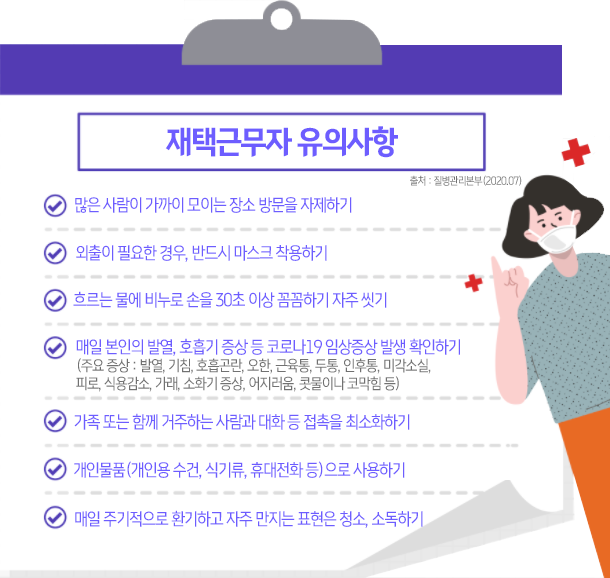 재택근무자 유의사항
출처 : 질병관리본부 (2020.07)
많은 사람이 가까이 모이는 장소 방문을 자제하기
외출이 필요한 경우, 반드시 마스크 착용하기
흐르는 물에 비누로 손을 30초 이상 꼼꼼하기 자주 씻기
매일 본인의 발열, 호흡기 증상 등 코로나19 임상증상 발생 확인하기
(주요 증상 : 발열, 기침, 호흡곤란, 오한, 근육통, 두통, 인후통, 미각소실,
피로, 식용감소, 가래, 소화기 증상, 어지러움, 콧물이나 코막힘 등)
가족 또는 함께 거주하는 사람과 대화 등 접촉을 최소화하기
개인물품 (개인용 수건, 식기류, 휴대전화 등) 으로 사용하기
매일 주기적으로 환기하고 자주 만지는 표현은 청소, 소독하기